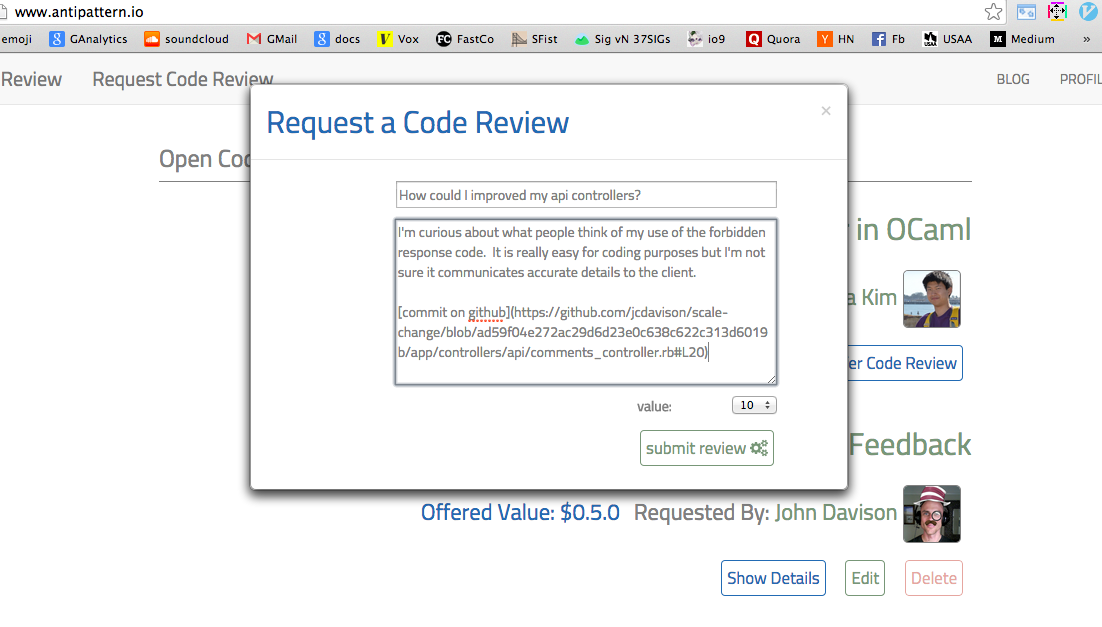 www.antipattern.io
emoji GAnalytics soundcloud GMail docs Vox FastCo SFist Sig vN 37SIGs io9 Quora HN Fb USAA Medium »
Review Request Code Review BLOG PROFIL
Request a Code Review ×
Open Co
How could I improved my api controllers?
I'm curious about what people think of my use of the forbidden
response code. It is really easy for coding purposes but I'm not
sure it communicates accurate details to the client.
[commit on github](https://github.com/jcdavison/scale-
change/blob/ad59f04e272ac29d6d23e0c638c622c313d6019
b/app/controllers/api/comments_controller.rb#L20)
in OCaml
a Kim
er Code Review
value: 10
submit review
Feedback
Offered Value: $0.5.0 Requested By: John Davison
Show Details Edit Delete